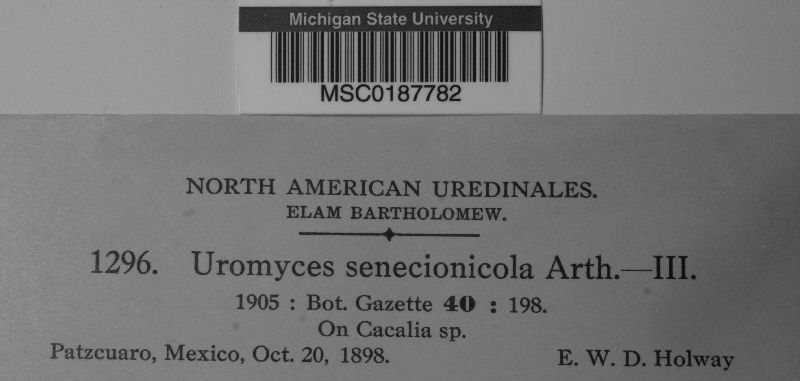 Michigan State University
MSC0187782
NORTH AMERICAN UREDINALES.
ELAM BARTHOLOMEW.
1296. Uromyces senecionicola Arth.—III.
1905 : Bot. Gazette 40 : 198.
On Cacalia sp.
Patzcuaro, Mexico, Oct. 20, 1898. E. W. D. Holway